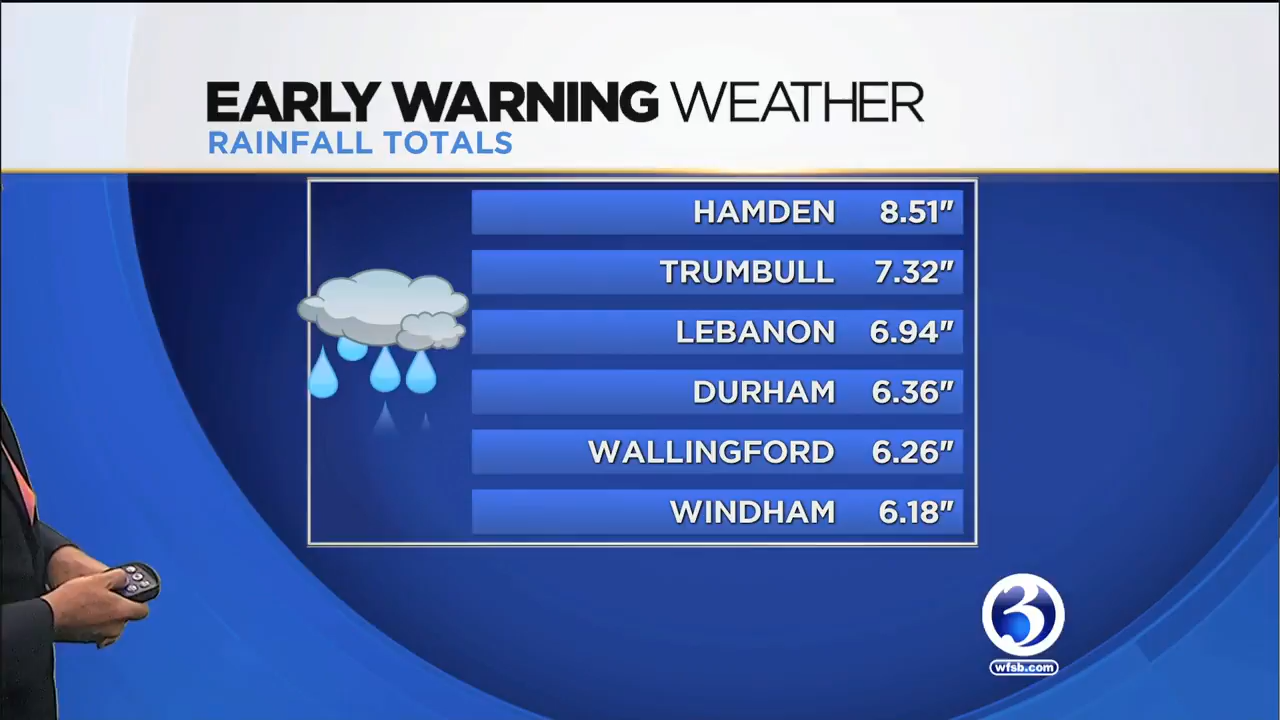 EARLY WARNING WEATHER
RAINFALL TOTALS
HAMDEN 8.51"
TRUMBULL 7.32"
LEBANON 6.94"
DURHAM 6.36"
WALLINGFORD 6.26"
WINDHAM 6.18"
3
wfsb.com